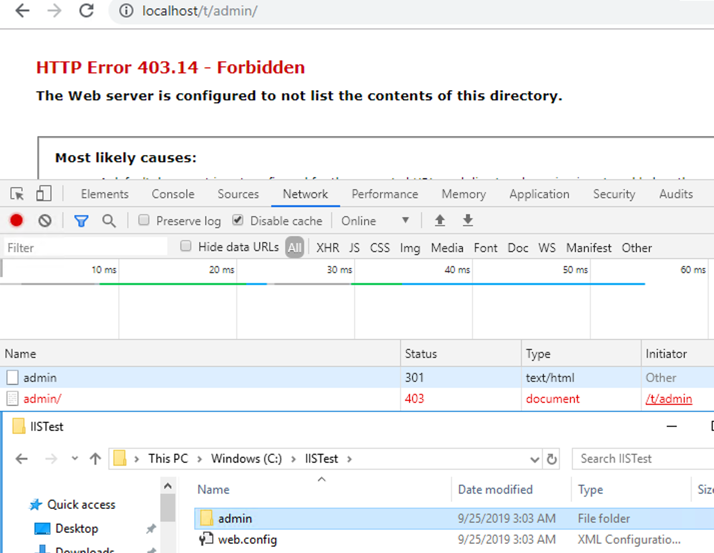 localhost/t/admin/
HTTP Error 403.14 - Forbidden
The Web server is configured to not list the contents of this directory.
Most likely causes:
Elements Console Sources Network Performance Memory Application Security Audits
Preserve log Disable cache Online
Filter Hide data URLs All XHR JS CSS Img Media Font Doc WS Manifest Other
10 ms 20 ms 30 ms 40 ms 50 ms 60 ms
Name Status Type Initiator
admin 301 text/html Other
admin/ 403 document /t/admin
IISTest
This PC Windows (C:) IISTest Search IISTest
Name Date modified Type Size
Quick access admin 9/25/2019 3:03 AM File folder
Desktop web.config 9/25/2019 3:03 AM XML Configuratio...